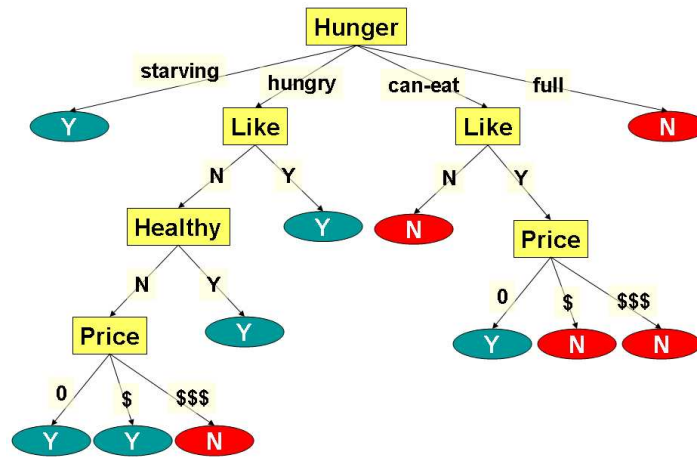 Hunger
starving hungry can-eat full
Y Like Like N
N Y N Y
Healthy Y N Price
N Y 0 $ $$$
Price Y Y N N
0 $ $$$
Y Y N